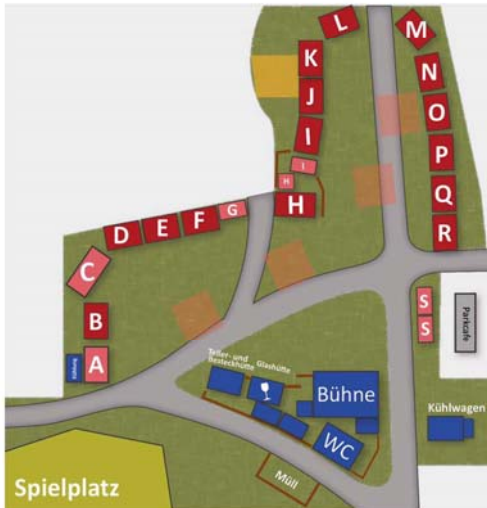 L
M
K
N
J
O
I
P
I
H
H
Q
G
F
E
D
R
C
S
S
Parkcafe
B
A
Teller- und
Besteckhütte
Glashütte
Bühne
Kühlwagen
WC
Müll
Spielplatz